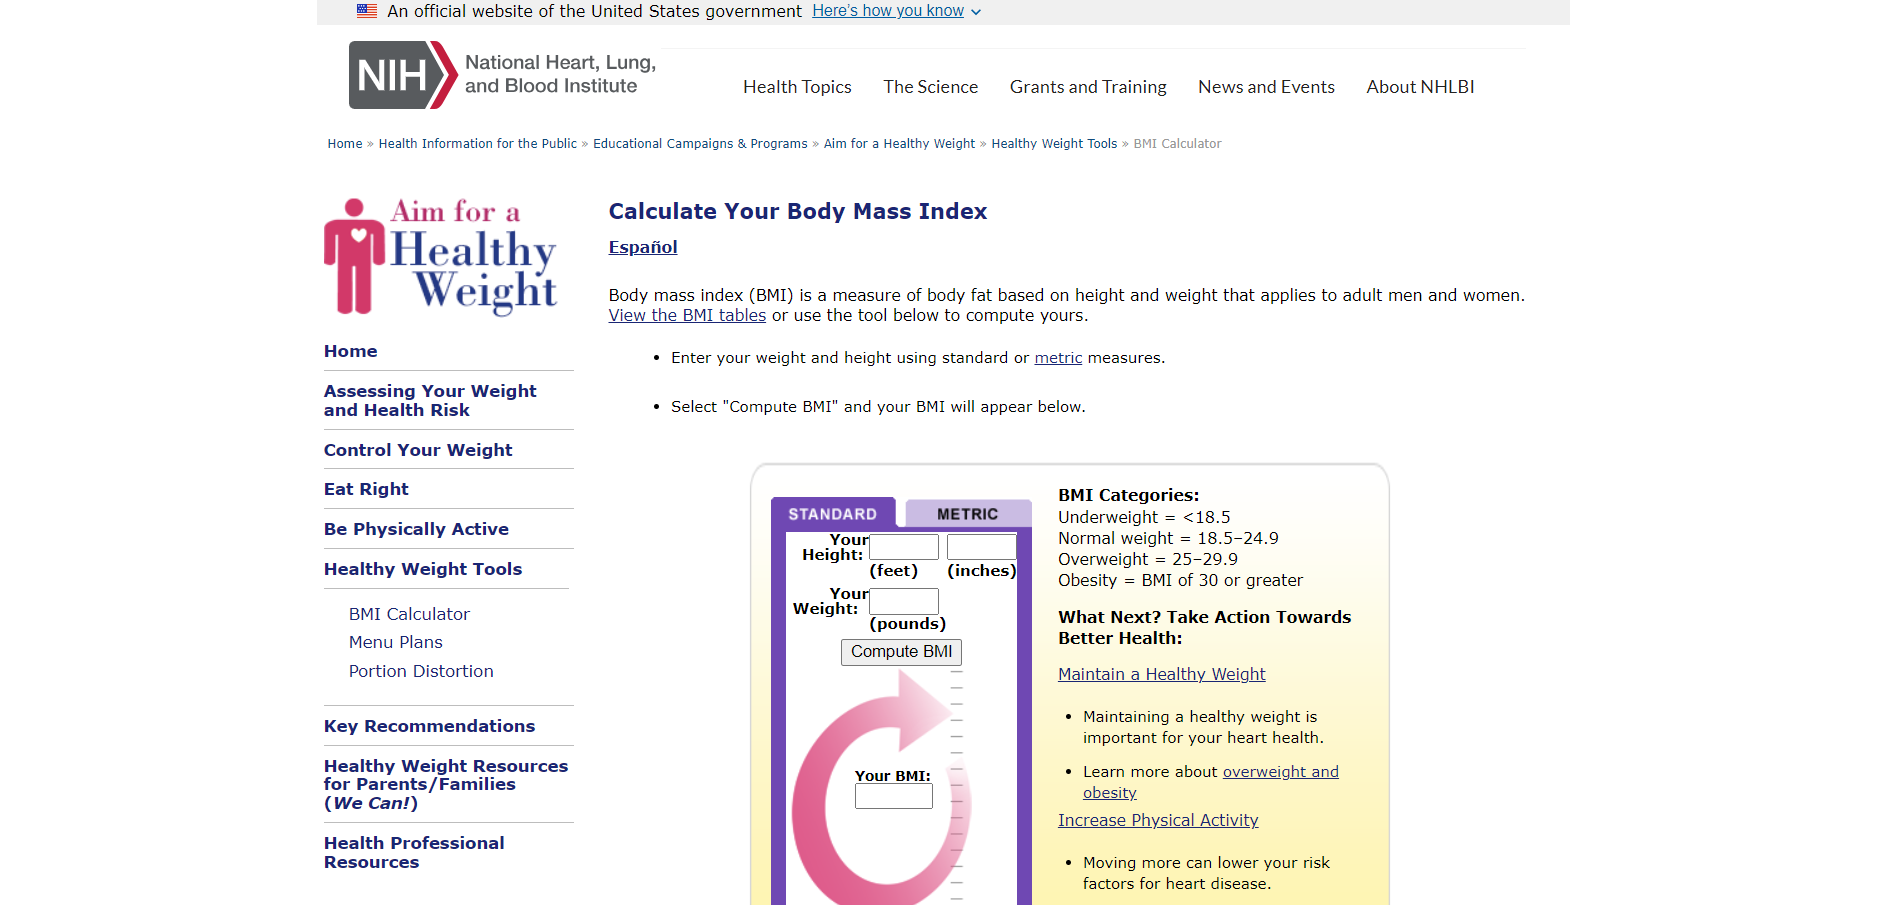 An official website of the United States government Here's how you know
NIH National Heart, Lung,
and Blood Institute
Health Topics The Science Grants and Training News and Events About NHLBI
Home » Health Information for the Public » Educational Campaigns & Programs » Aim for a Healthy Weight » Healthy Weight Tools » BMI Calculator
Aim for a
Healthy
Weight
Home
Assessing Your Weight
and Health Risk
Control Your Weight
Eat Right
Be Physically Active
Healthy Weight Tools
BMI Calculator
Menu Plans
Portion Distortion
Key Recommendations
Healthy Weight Resources
for Parents/Families
(We Can!)
Health Professional
Resources
Calculate Your Body Mass Index
Español
Body mass index (BMI) is a measure of body fat based on height and weight that applies to adult men and women.
View the BMI tables or use the tool below to compute yours.
• Enter your weight and height using standard or metric measures.
• Select "Compute BMI" and your BMI will appear below.
STANDARD METRIC
Your
Height:
(feet) (inches)
Your
Weight:
(pounds)
Compute BMI
Your BMI:
BMI Categories:
Underweight = <18.5
Normal weight = 18.5–24.9
Overweight = 25–29.9
Obesity = BMI of 30 or greater
What Next? Take Action Towards
Better Health:
Maintain a Healthy Weight
• Maintaining a healthy weight is
important for your heart health.
• Learn more about overweight and
obesity
Increase Physical Activity
• Moving more can lower your risk
factors for heart disease.